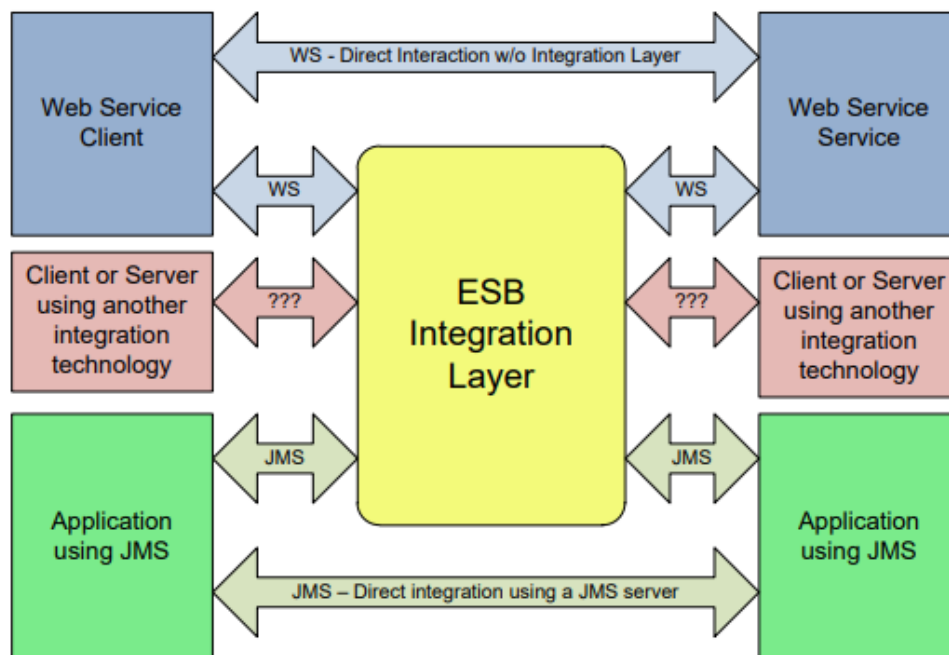 WS - Direct Interaction w/o Integration Layer
Web Service
Client
Web Service
Service
WS
WS
Client or Server
using another
integration
technology
???
ESB
Integration
Layer
???
Client or Server
using another
integration
technology
JMS
JMS
Application
using JMS
Application
using JMS
JMS – Direct integration using a JMS server